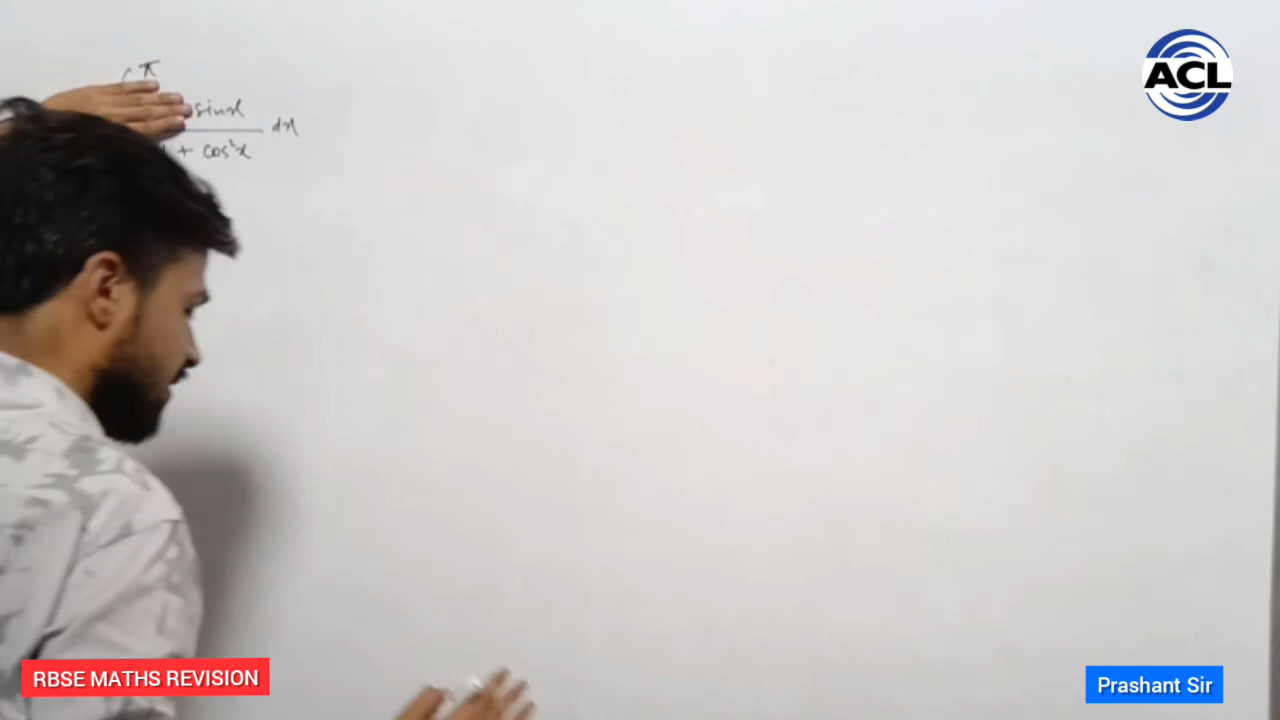 π
sinx
dx
+ cos²x
ACL
RBSE MATHS REVISION
Prashant Sir